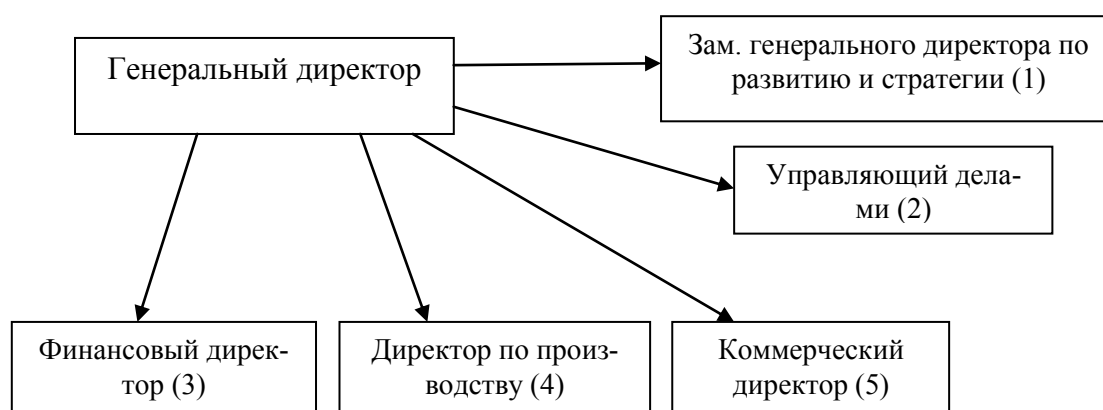 Генеральный директор
Зам. генерального директора по
развитию и стратегии (1)
Управляющий дела-
ми (2)
Финансовый дирек-
тор (3)
Директор по произ-
водству (4)
Коммерческий
директор (5)